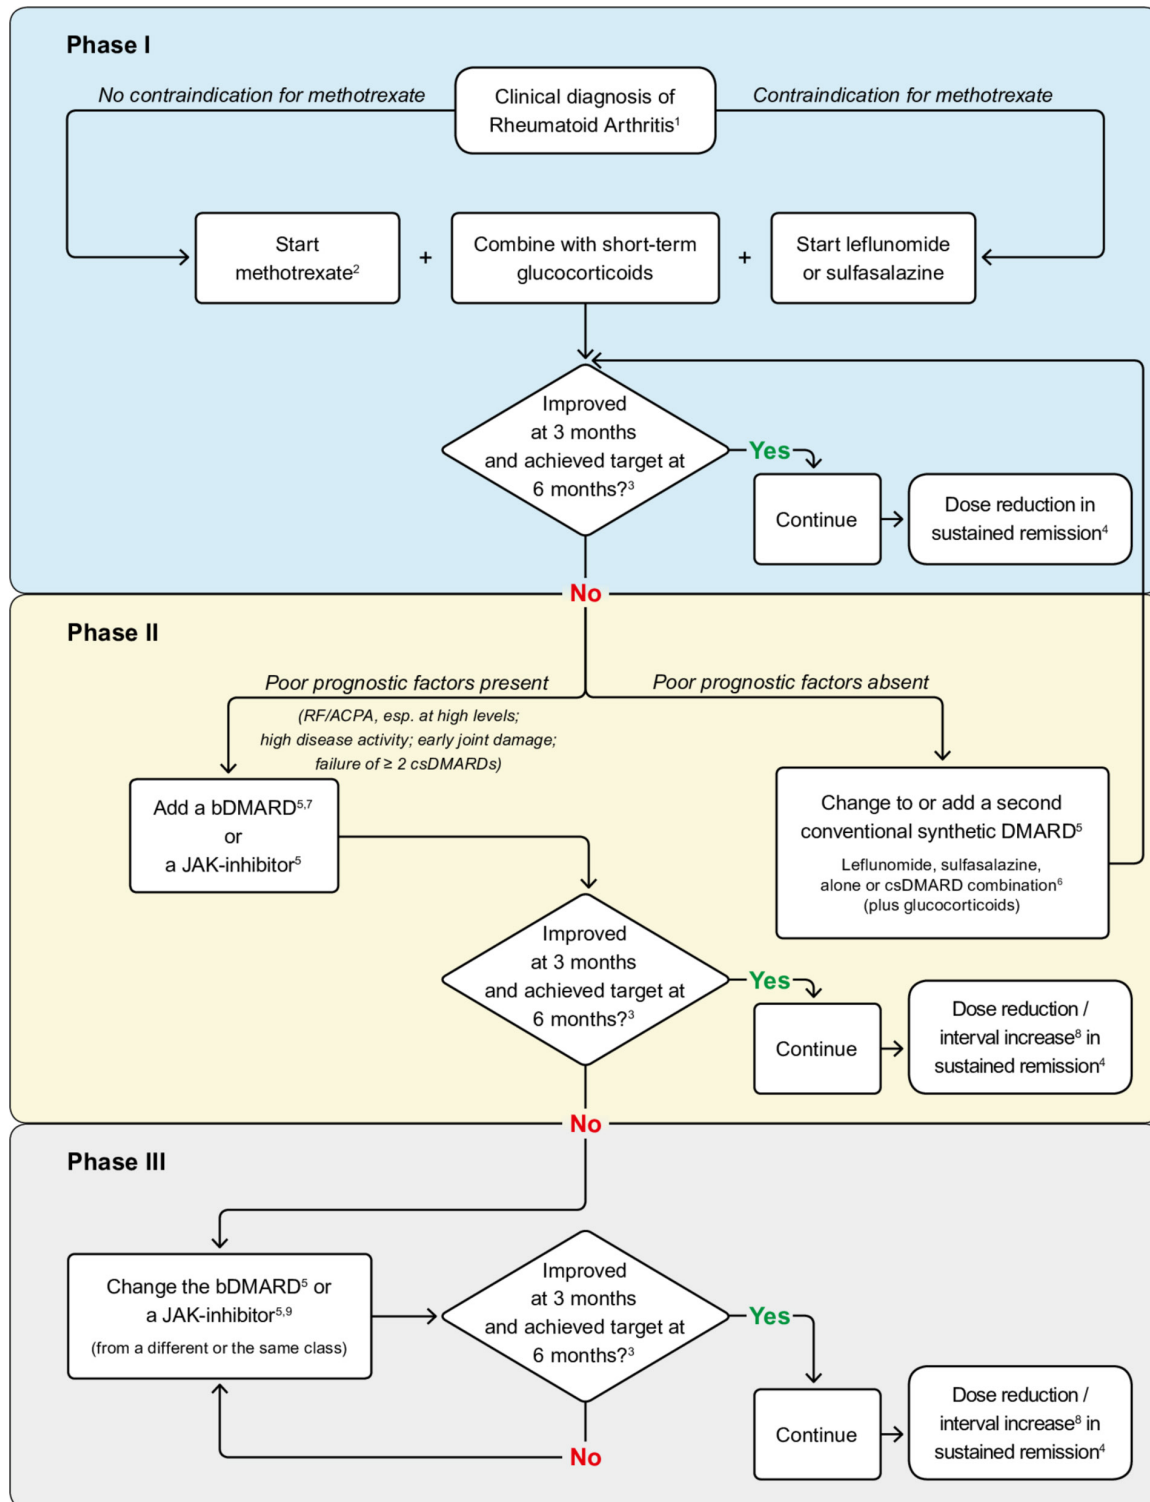 Phase I
No contraindication for methotrexate
Clinical diagnosis of
Rheumatoid Arthritis¹
Contraindication for methotrexate
Start
methotrexate²
+
Combine with short-term
glucocorticoids
+
Start leflunomide
or sulfasalazine
Improved
at 3 months
and achieved target at
6 months?³
Yes
Continue
Dose reduction in
sustained remission⁴
No
Phase II
Poor prognostic factors present
(RF/ACPA, esp. at high levels;
high disease activity; early joint damage;
failure of ≥ 2 csDMARDs)
Poor prognostic factors absent
Add a bDMARD⁵,⁷
or
a JAK-inhibitor⁵
Change to or add a second
conventional synthetic DMARD⁵
Leflunomide, sulfasalazine,
alone or csDMARD combination⁶
(plus glucocorticoids)
Improved
at 3 months
and achieved target at
6 months?³
Yes
Continue
Dose reduction /
interval increase⁸ in
sustained remission⁴
No
Phase III
Change the bDMARD⁵ or
a JAK-inhibitor⁵,⁹
(from a different or the same class)
Improved
at 3 months
and achieved target at
6 months?³
Yes
Continue
Dose reduction /
interval increase⁸ in
sustained remission⁴
No